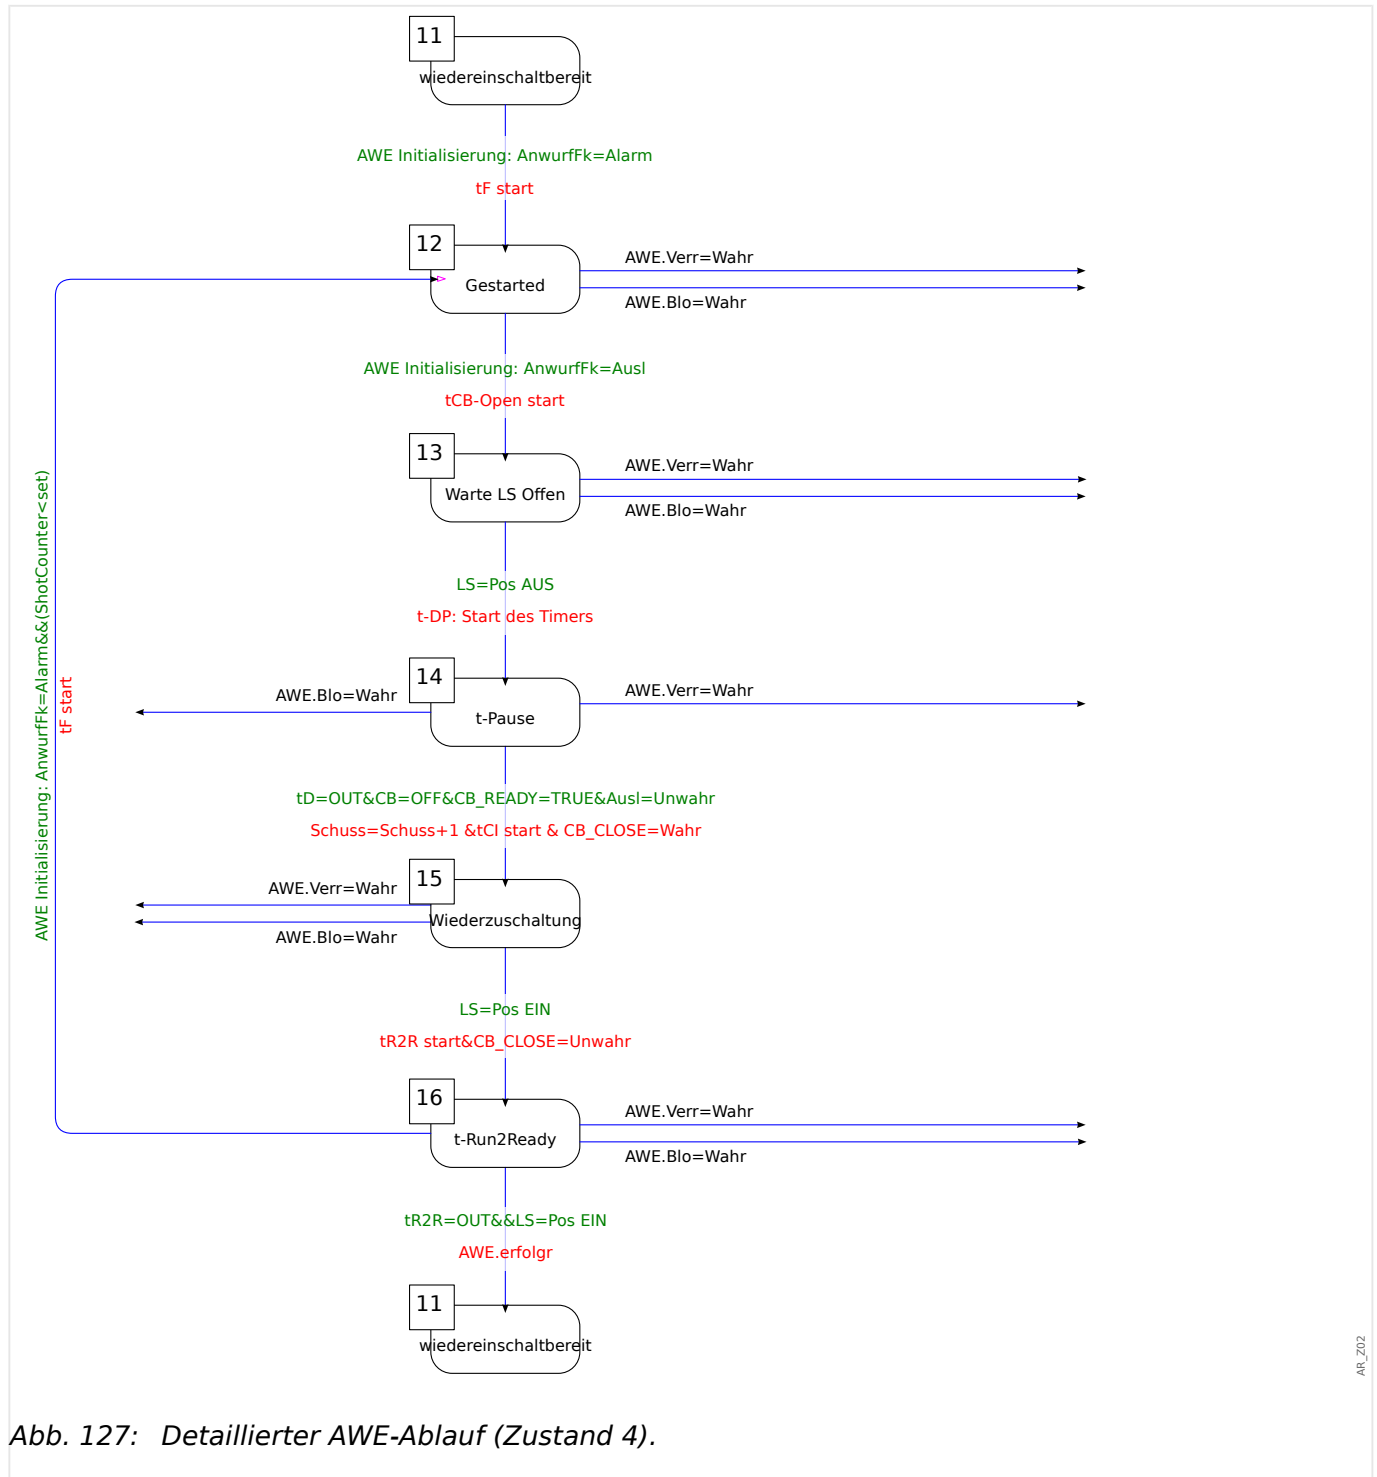 11
wiedereinschaltbereit
AWE Initialisierung: AnwurfFk=Alarm
tF start
12
Gestarted
AWE.Verr=Wahr
AWE.Blo=Wahr
AWE Initialisierung: AnwurfFk=Ausl
tCB-Open start
13
Warte LS Offen
AWE.Verr=Wahr
AWE.Blo=Wahr
LS=Pos AUS
t-DP: Start des Timers
14
t-Pause
AWE.Blo=Wahr
AWE.Verr=Wahr
tD=OUT&CB=OFF&CB_READY=TRUE&Ausl=Unwahr
Schuss=Schuss+1 &tCI start & CB_CLOSE=Wahr
15
Wiederzuschaltung
AWE.Verr=Wahr
AWE.Blo=Wahr
LS=Pos EIN
tR2R start&CB_CLOSE=Unwahr
16
t-Run2Ready
AWE.Verr=Wahr
AWE.Blo=Wahr
AWE Initialisierung: AnwurfFk=Alarm&&(ShotCounter<set)
tF start
tR2R=OUT&&LS=Pos EIN
AWE.erfolgr
11
wiedereinschaltbereit
AR_Z02
Abb. 127: Detaillierter AWE-Ablauf (Zustand 4).